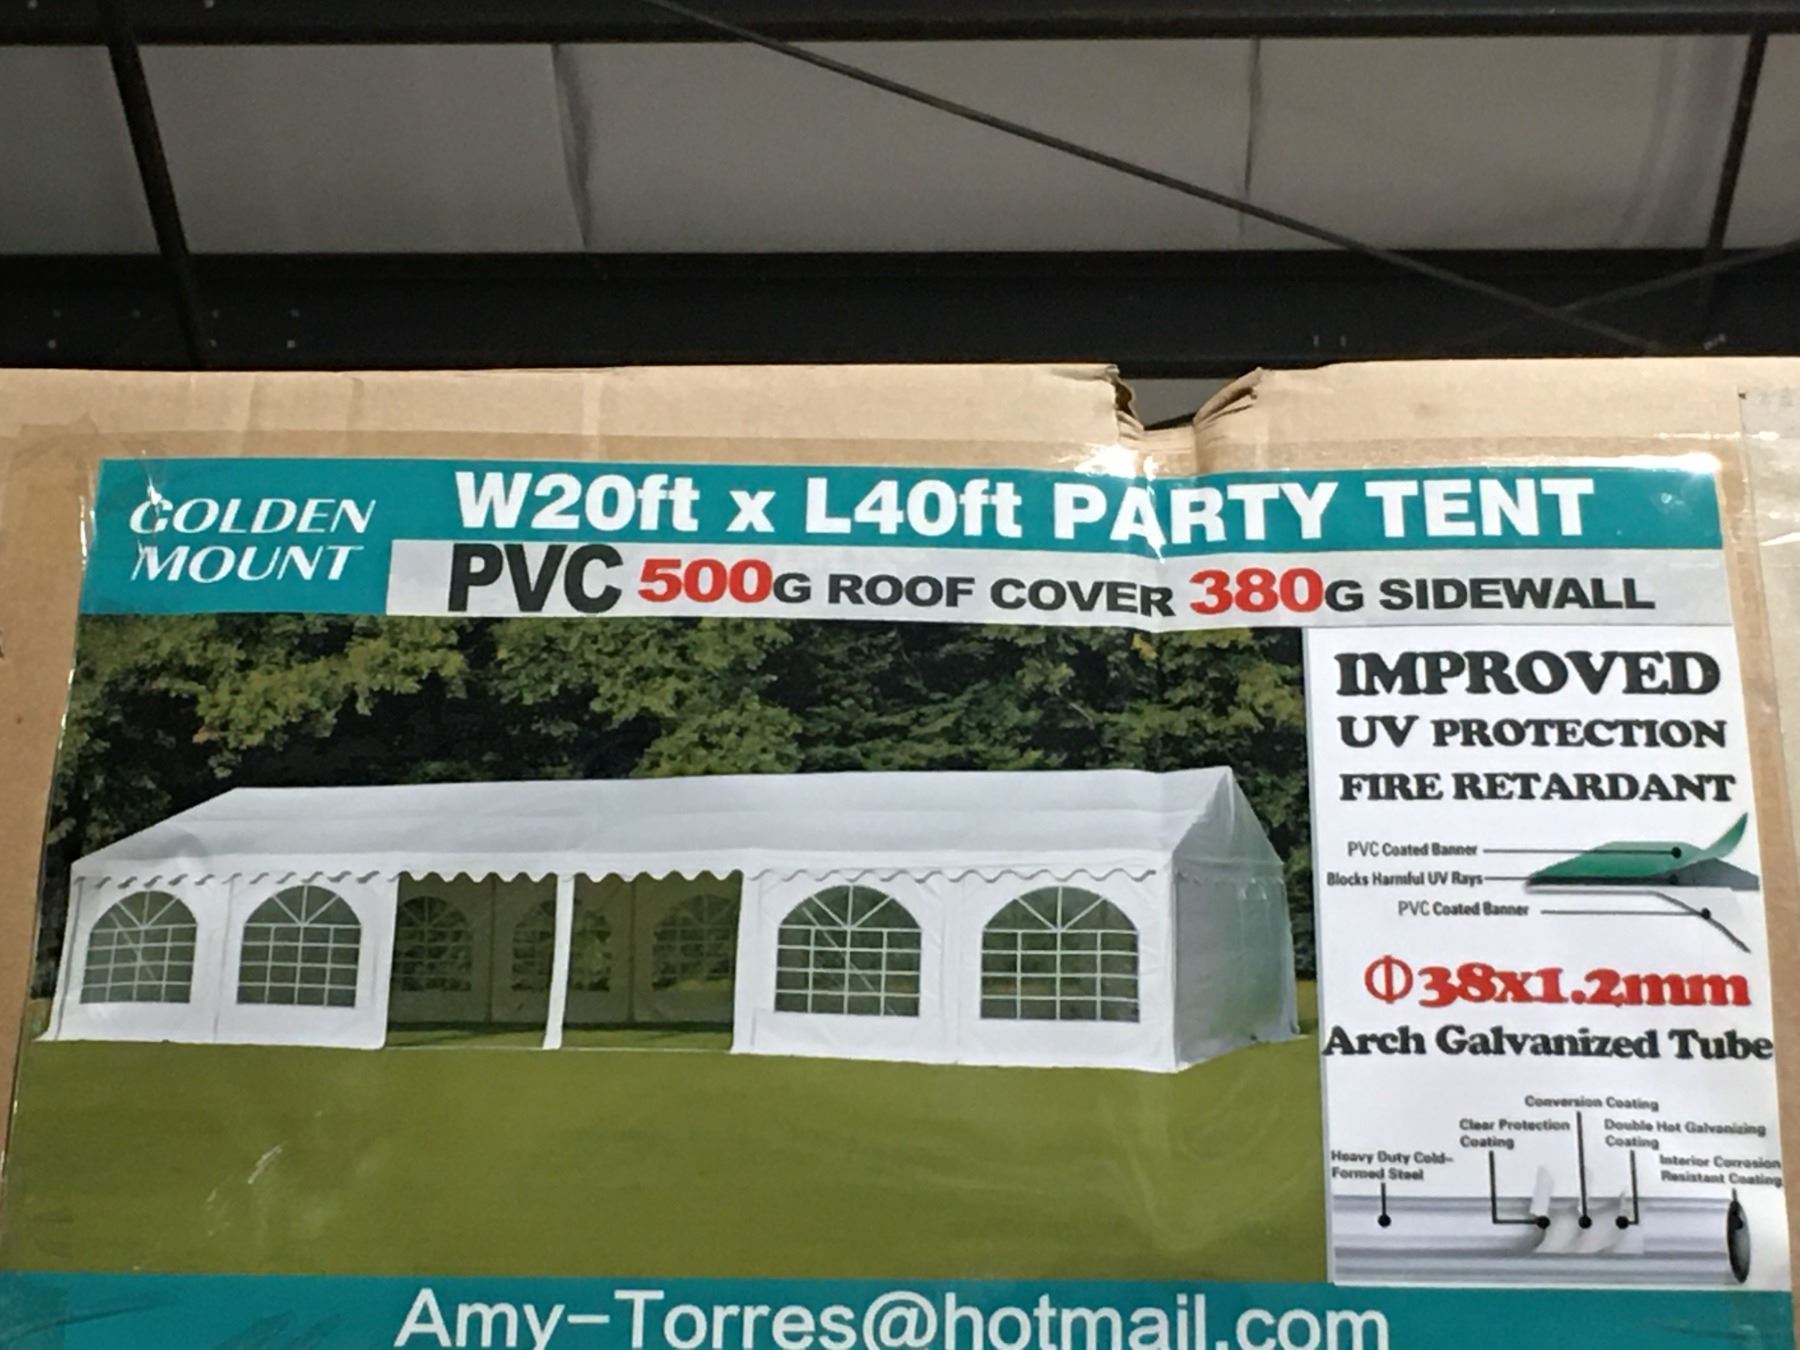 GOLDEN
MOUNT
W20ft x L40ft PARTY TENT
PVC 500G ROOF COVER 380G SIDEWALL
IMPROVED
UV PROTECTION
FIRE RETARDANT
PVC Coated Banner
Blocks Harmful UV Rays
PVC Coated Banner
Φ38x1.2mm
Arch Galvanized Tube
Conversion Coating
Clear Protection
Coating
Double Hot Galvanizing
Coating
Heavy Duty Cold-
Formed Steel
Interior Corrosion
Resistant Coating
Amy-Torres@hotmail.com